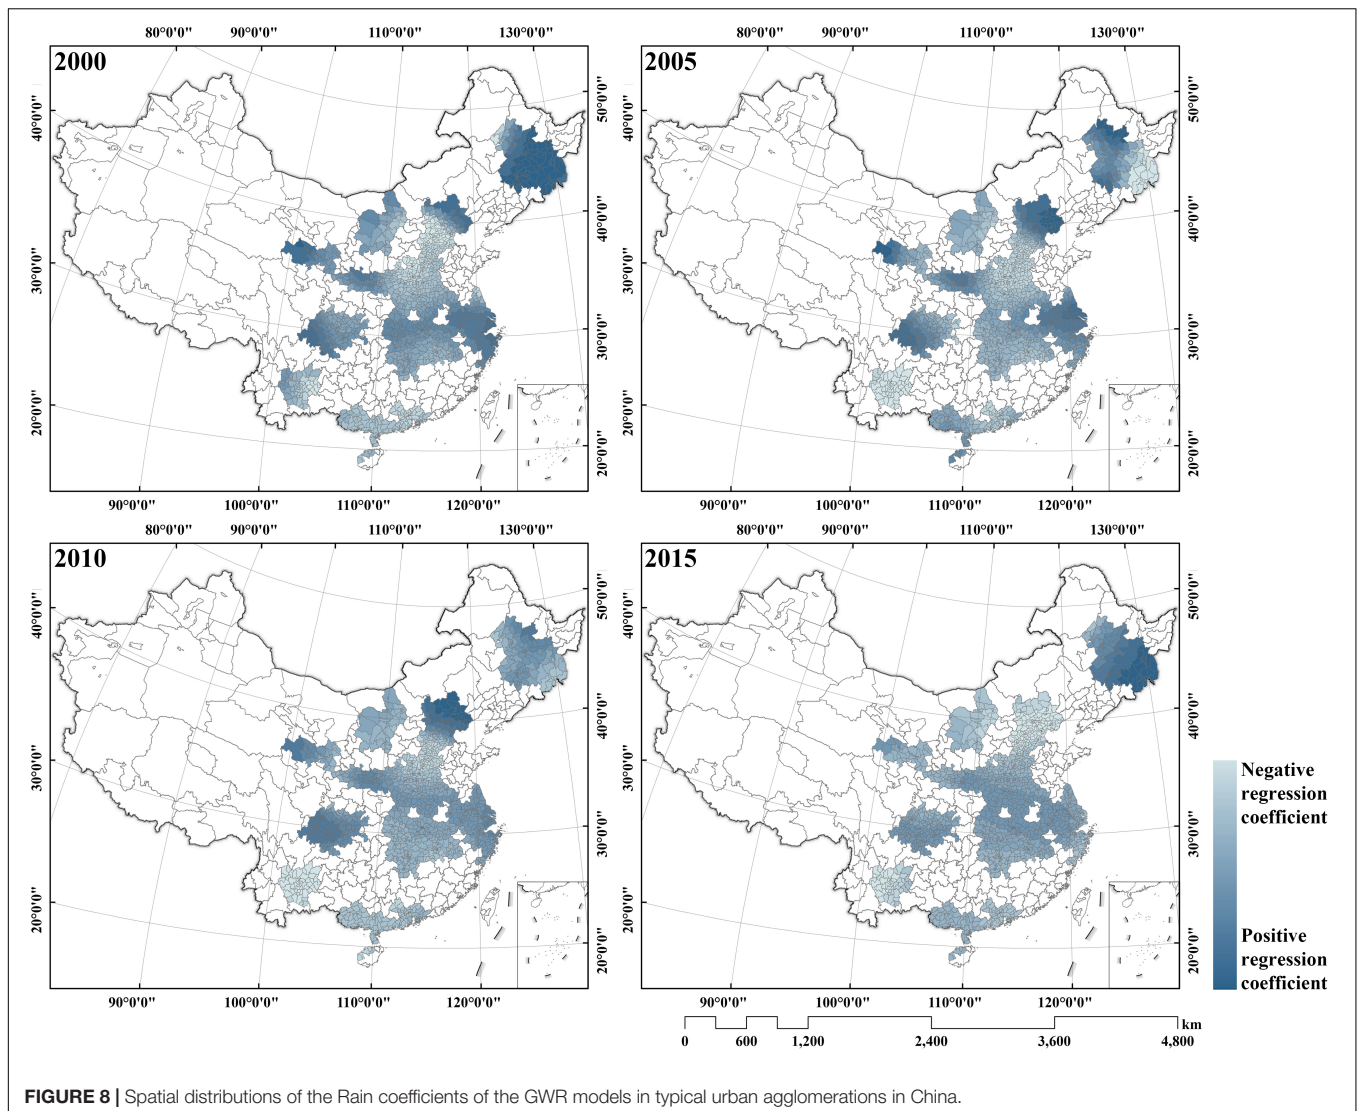 80°0'0" 90°0'0" 110°0'0" 130°0'0"
2000
40°0'0" 50°0'0"
40°0'0"
30°0'0"
30°0'0"
20°0'0"
20°0'0"
90°0'0" 100°0'0" 110°0'0" 120°0'0"
80°0'0" 90°0'0" 110°0'0" 130°0'0"
2005
40°0'0" 50°0'0"
40°0'0"
30°0'0"
30°0'0"
20°0'0"
20°0'0"
90°0'0" 100°0'0" 110°0'0" 120°0'0"
80°0'0" 90°0'0" 110°0'0" 130°0'0"
2010
40°0'0" 50°0'0"
40°0'0"
30°0'0"
30°0'0"
20°0'0"
20°0'0"
90°0'0" 100°0'0" 110°0'0" 120°0'0"
80°0'0" 90°0'0" 110°0'0" 130°0'0"
2015
40°0'0" 50°0'0"
40°0'0"
30°0'0"
30°0'0"
20°0'0"
20°0'0"
90°0'0" 100°0'0" 110°0'0" 120°0'0"
Negative
regression
coefficient
Positive
regression
coefficient
km
0 600 1,200 2,400 3,600 4,800
FIGURE 8 | Spatial distributions of the Rain coefficients of the GWR models in typical urban agglomerations in China.